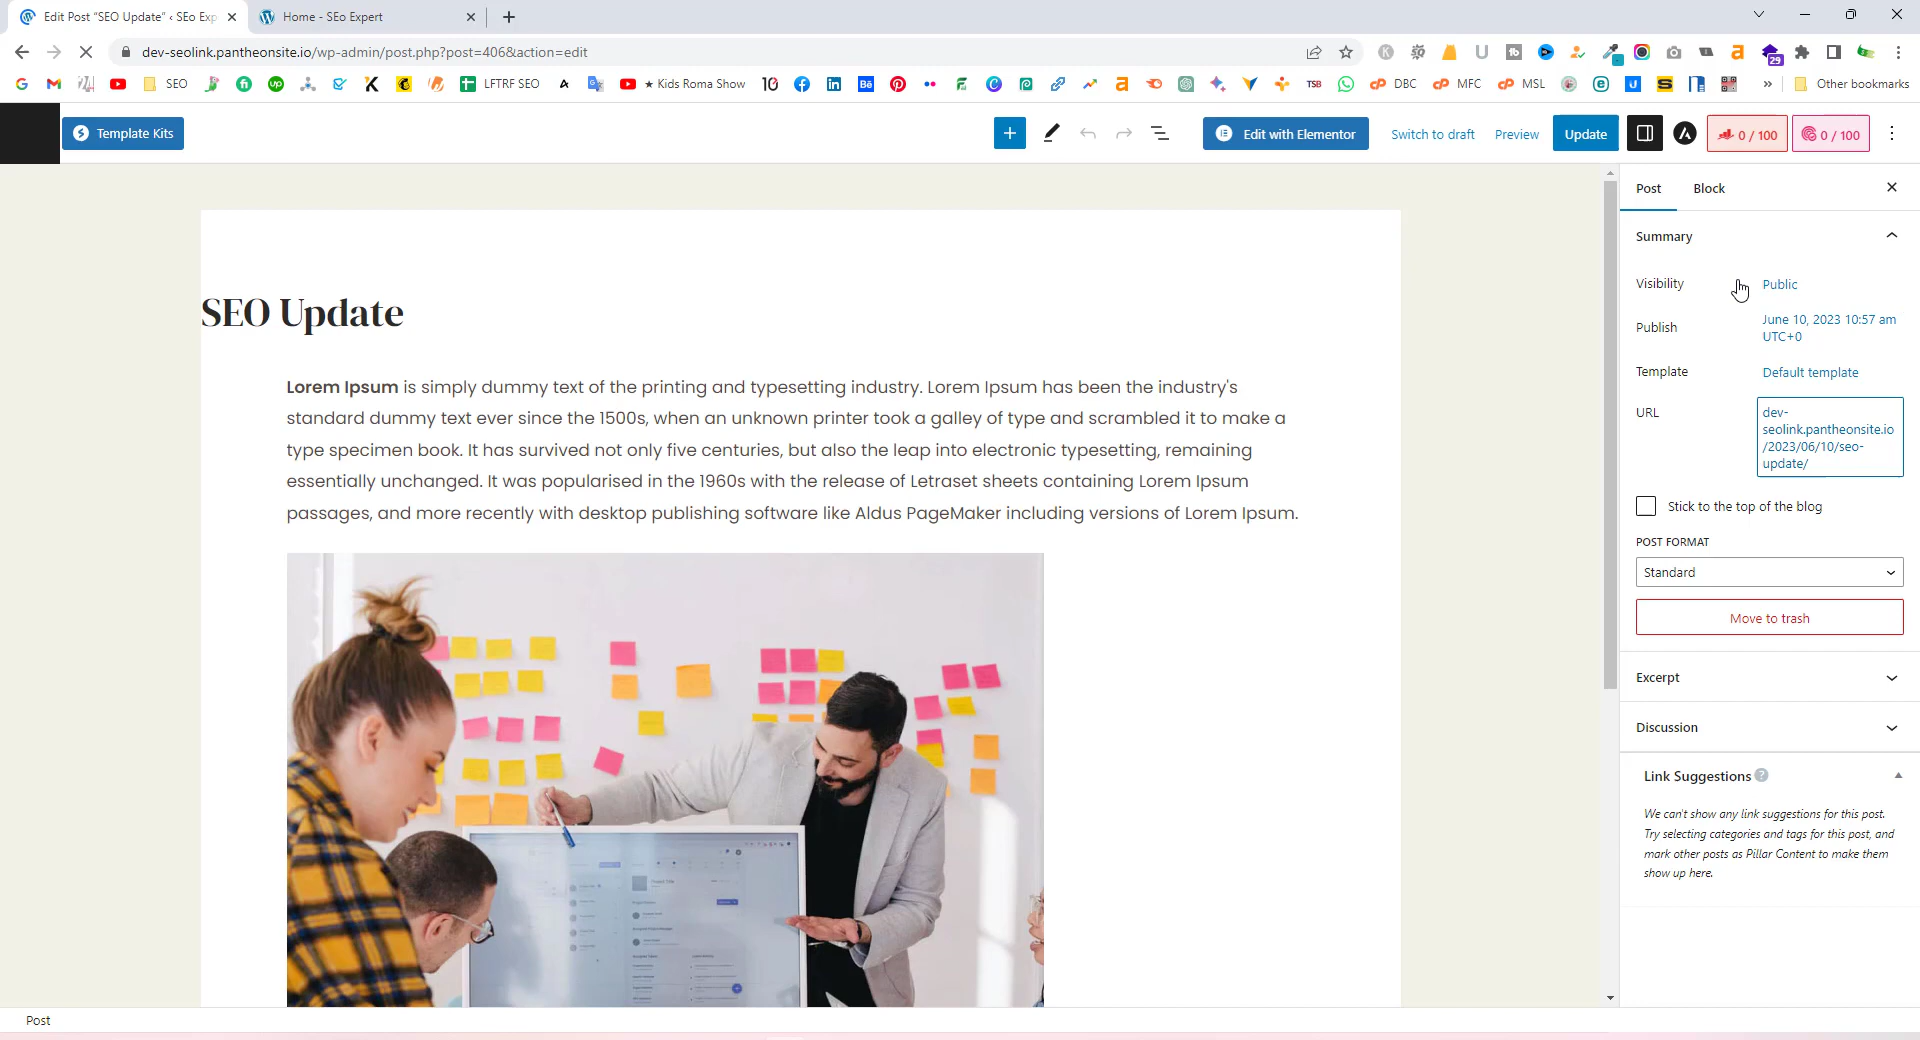 Edit Post “SEO Update” ‹ SEo Exp
Home - SEo Expert
dev-seolink.pantheonsite.io/wp-admin/post.php?post=406&action=edit
29
SEO
LFTRF SEO
★ Kids Roma Show
DBC
MFC
MSL
Other bookmarks
Template Kits
Edit with Elementor
Switch to draft
Preview
Update
0 / 100
0 / 100
Post
Block
Summary
Visibility
Public
Publish
June 10, 2023 10:57 am
UTC+0
Template
Default template
URL
dev-
seolink.pantheonsite.io
/2023/06/10/seo-
update/
Stick to the top of the blog
POST FORMAT
Standard
Move to trash
Excerpt
Discussion
Link Suggestions
We can't show any link suggestions for this post.
Try selecting categories and tags for this post, and
mark other posts as Pillar Content to make them
show up here.
SEO Update
Lorem Ipsum is simply dummy text of the printing and typesetting industry. Lorem Ipsum has been the industry's
standard dummy text ever since the 1500s, when an unknown printer took a galley of type and scrambled it to make a
type specimen book. It has survived not only five centuries, but also the leap into electronic typesetting, remaining
essentially unchanged. It was popularised in the 1960s with the release of Letraset sheets containing Lorem Ipsum
passages, and more recently with desktop publishing software like Aldus PageMaker including versions of Lorem Ipsum.
Post